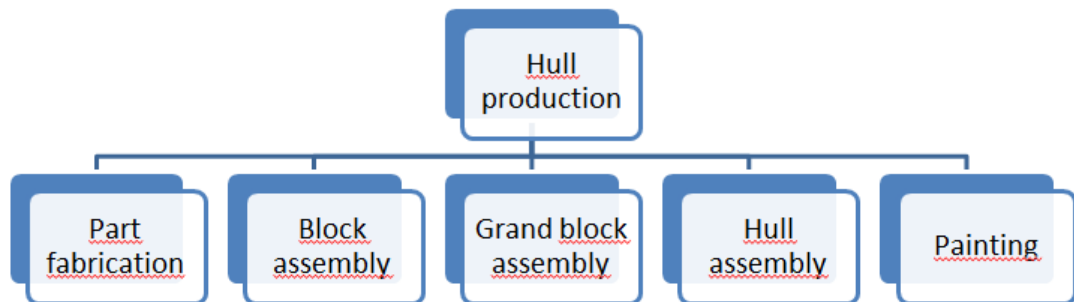 Hull
production
Part
fabrication
Block
assembly
Grand block
assembly
Hull
assembly
Painting